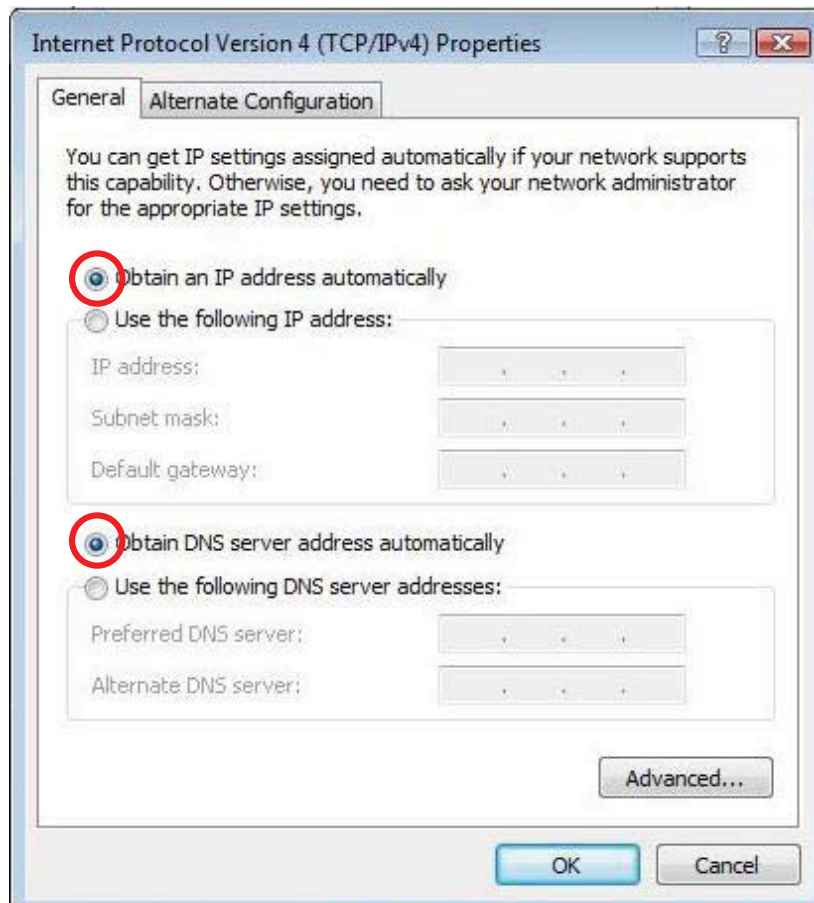 Internet Protocol Version 4 (TCP/IPv4) Properties
General
Alternate Configuration
You can get IP settings assigned automatically if your network supports
this capability. Otherwise, you need to ask your network administrator
for the appropriate IP settings.
Obtain an IP address automatically
Use the following IP address:
IP address:
Subnet mask:
Default gateway:
Obtain DNS server address automatically
Use the following DNS server addresses:
Preferred DNS server:
Alternate DNS server:
Advanced...
OK
Cancel